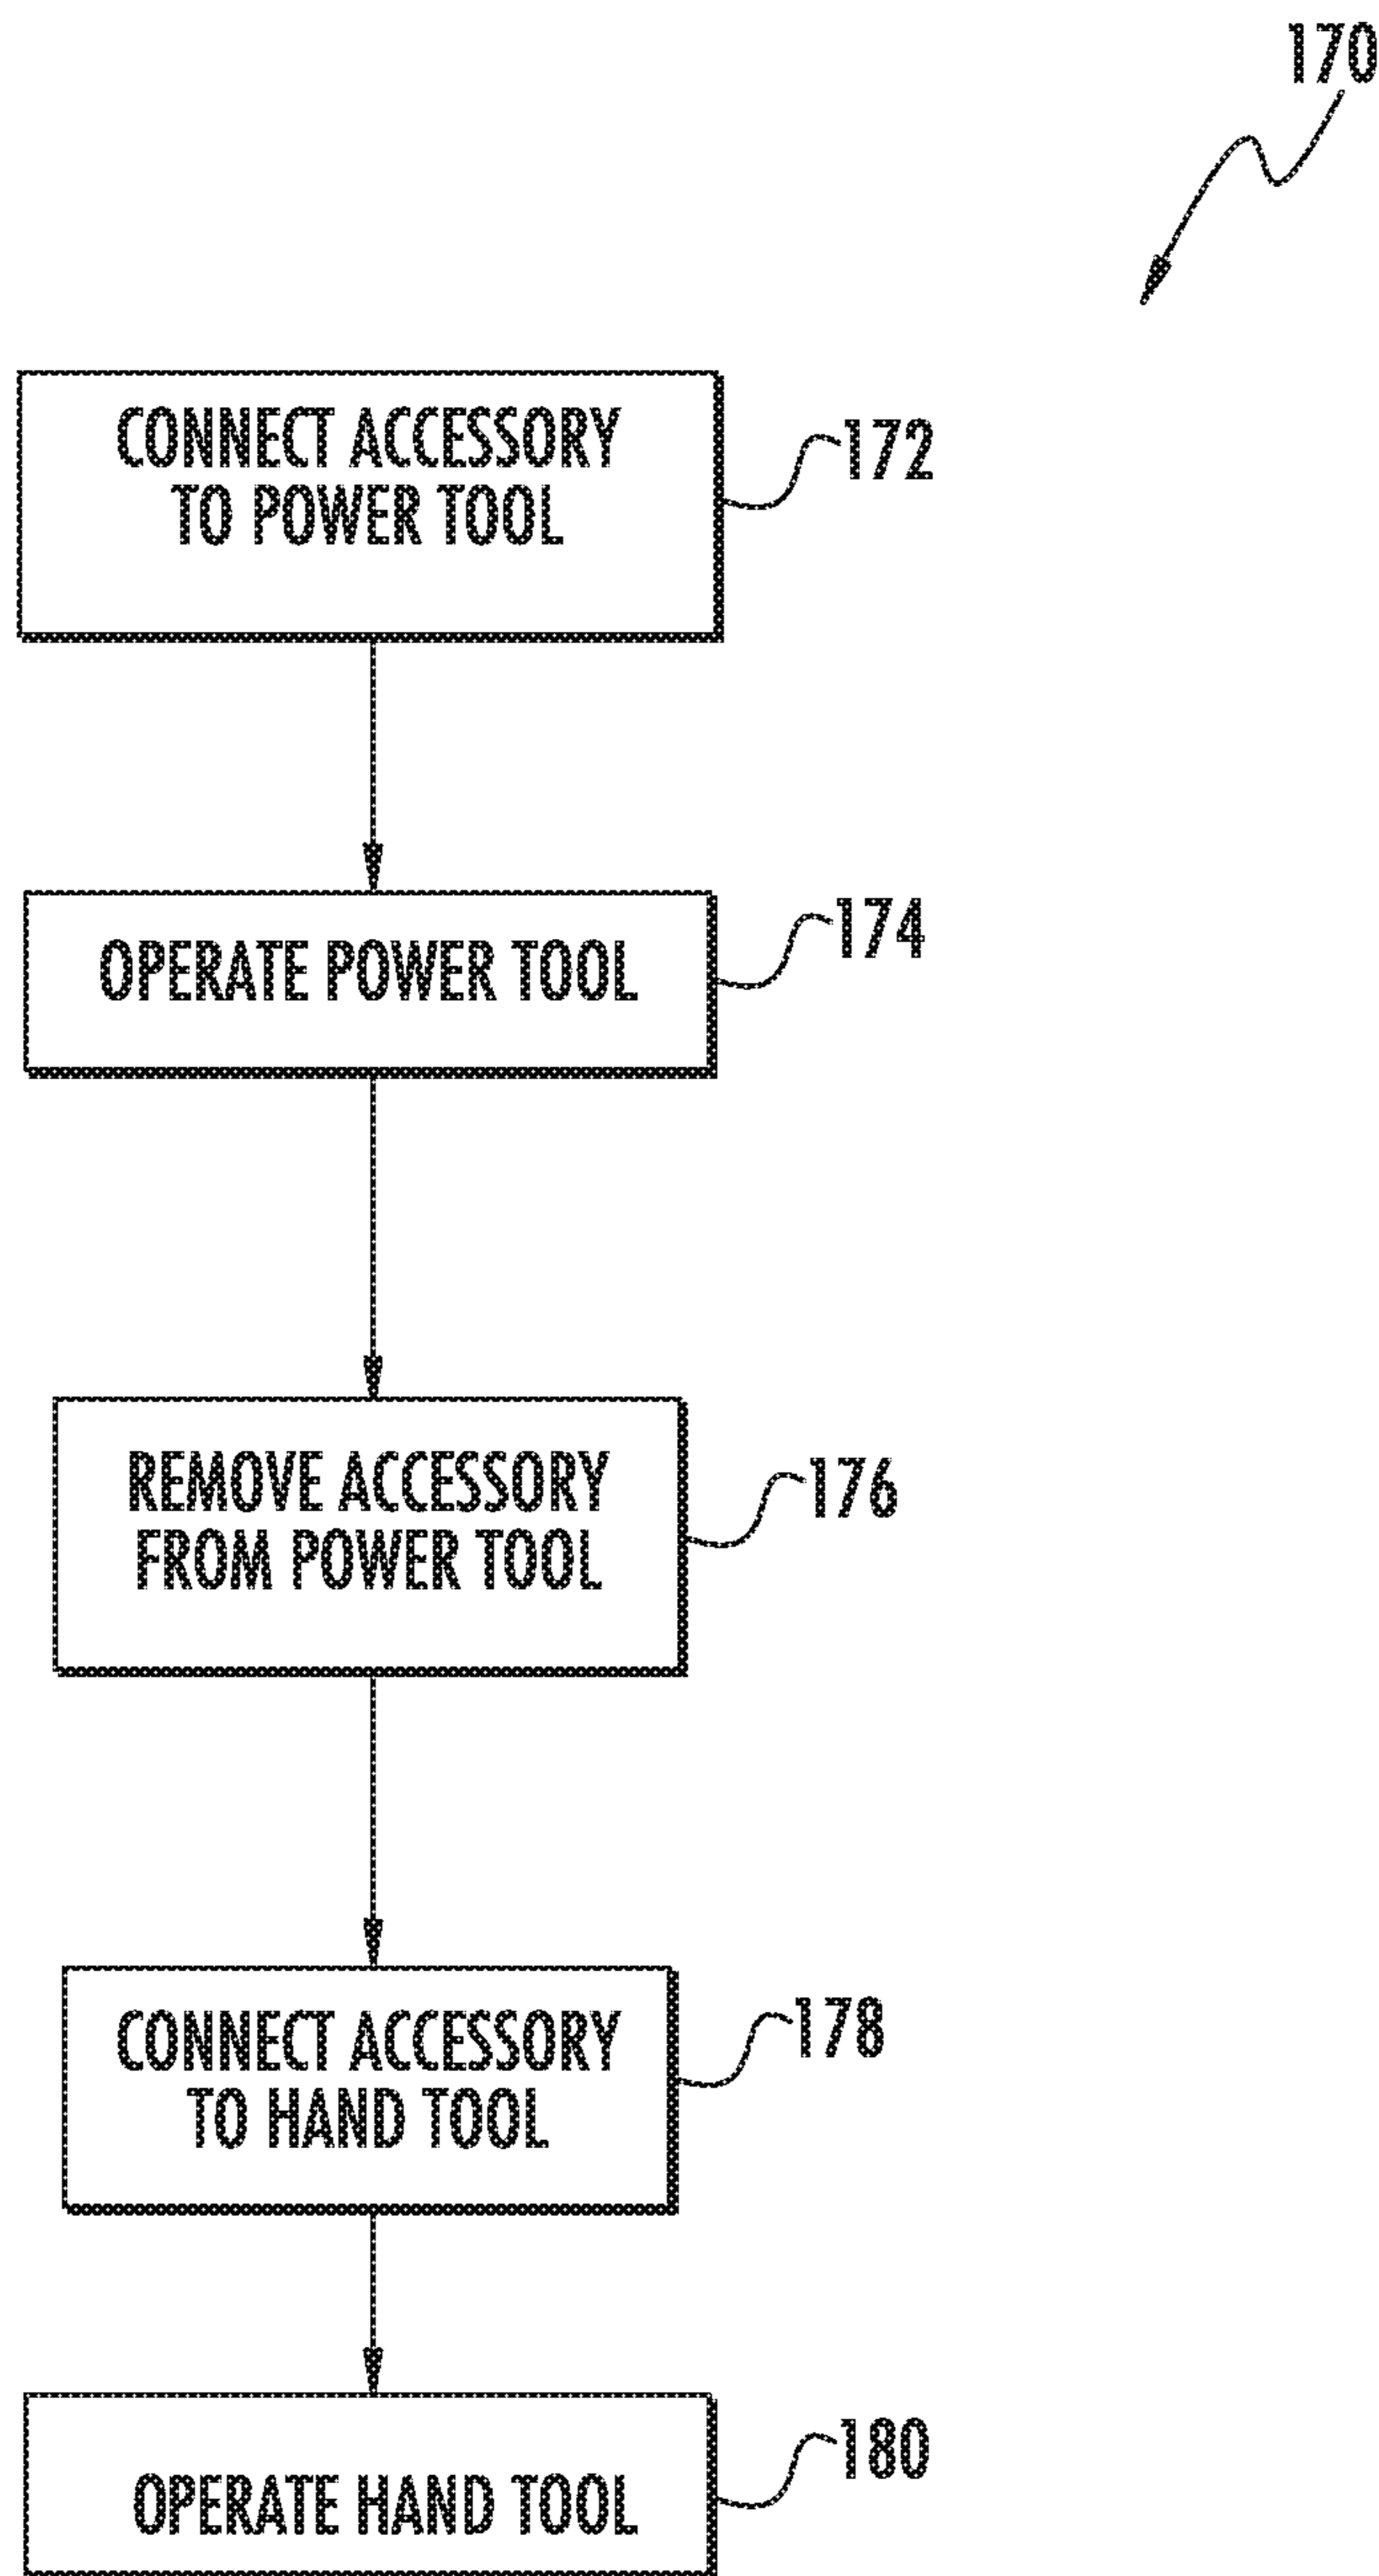 170
CONNECT ACCESSORY
TO POWER TOOL
172
OPERATE POWER TOOL
174
REMOVE ACCESSORY
FROM POWER TOOL
176
CONNECT ACCESSORY
TO HAND TOOL
178
OPERATE HAND TOOL
180